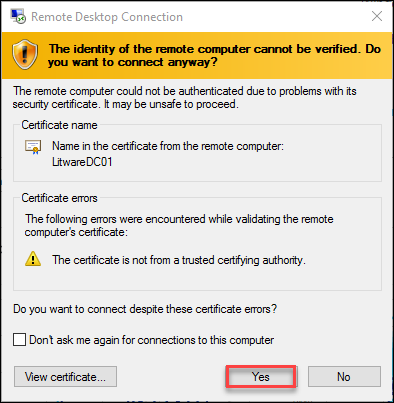 Remote Desktop Connection
The identity of the remote computer cannot be verified. Do
you want to connect anyway?
The remote computer could not be authenticated due to problems with its
security certificate. It may be unsafe to proceed.
Certificate name
Name in the certificate from the remote computer:
LitwareDC01
Certificate errors
The following errors were encountered while validating the remote
computer's certificate:
The certificate is not from a trusted certifying authority.
Do you want to connect despite these certificate errors?
Don't ask me again for connections to this computer
View certificate...
Yes
No